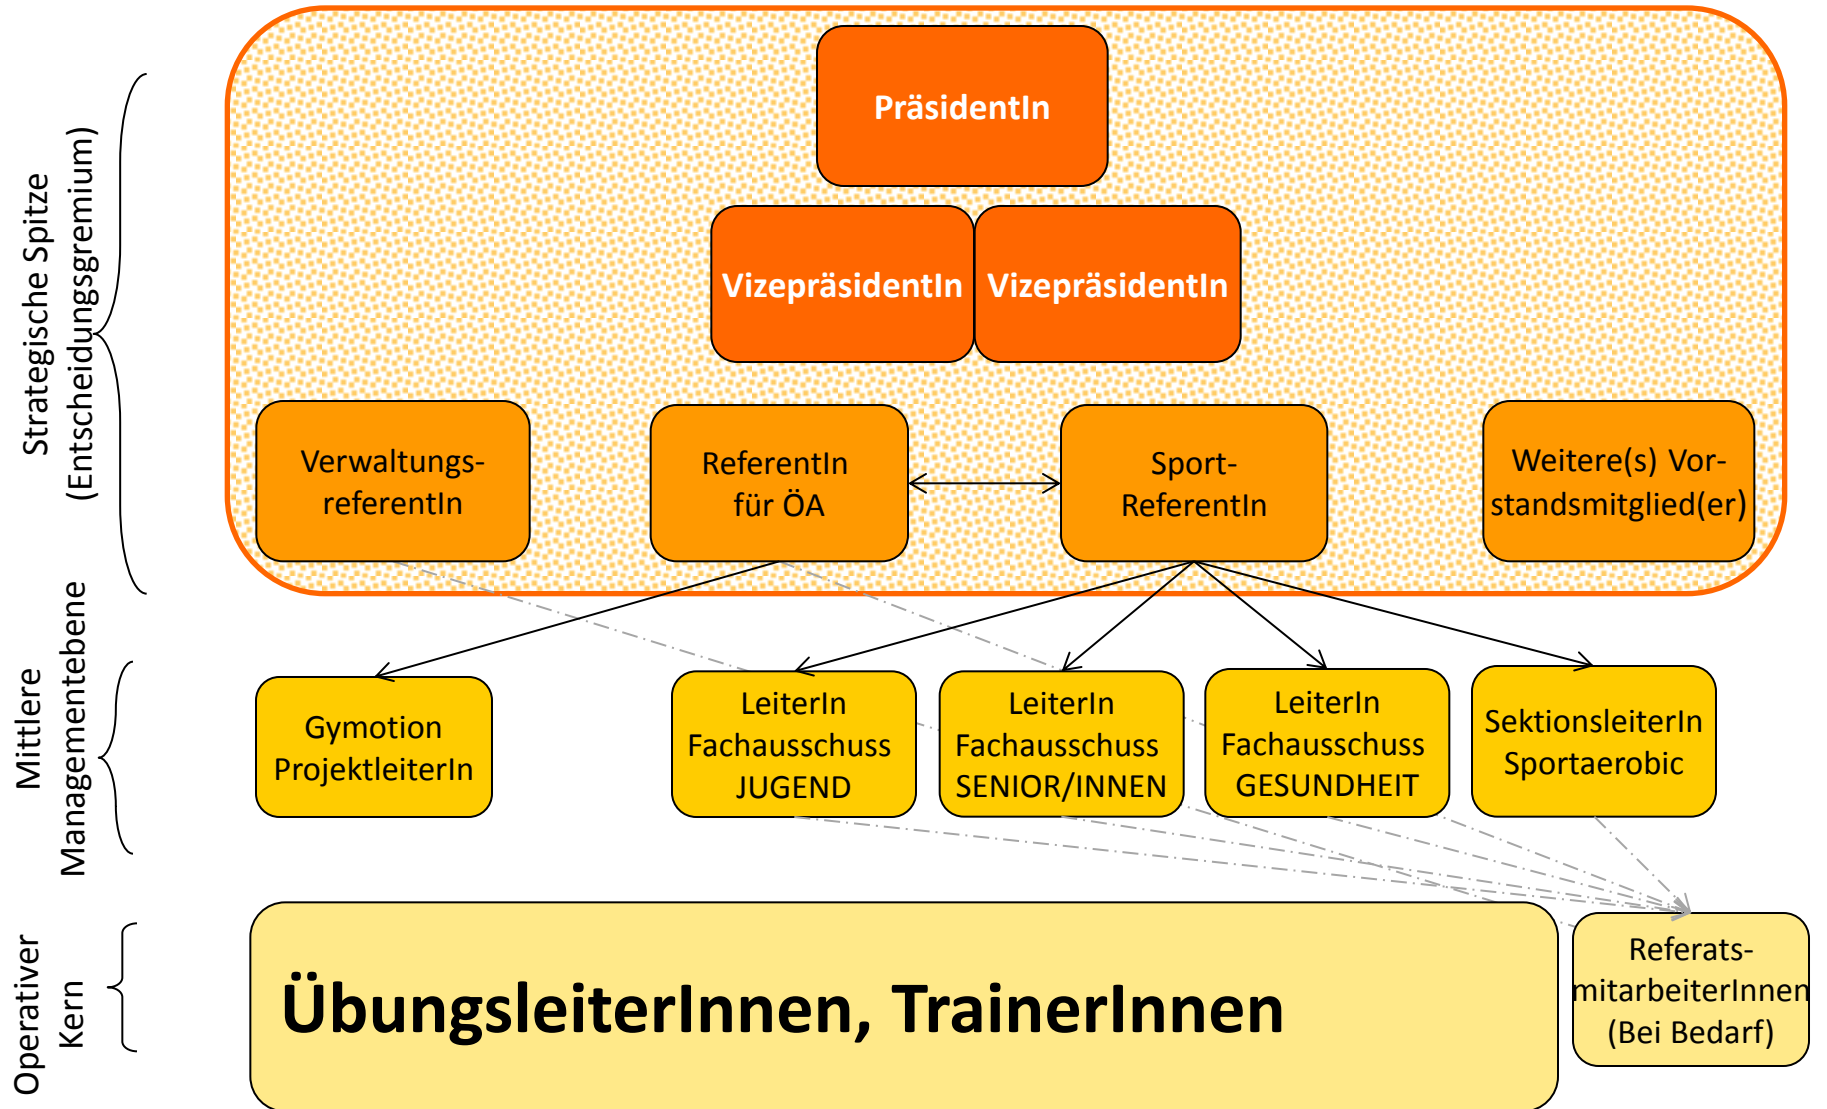 Strategische Spitze
(Entscheidungsgremium)
PräsidentIn
VizepräsidentIn
VizepräsidentIn
Verwaltungs-
referentIn
ReferentIn
für ÖA
Sport-
ReferentIn
Weitere(s) Vor-
standsmitglied(er)
Mittlere
Managementebene
Gymotion
ProjektleiterIn
LeiterIn
Fachausschuss
JUGEND
LeiterIn
Fachausschuss
SENIOR/INNEN
LeiterIn
Fachausschuss
GESUNDHEIT
SektionsleiterIn
Sportaerobic
Operativer
Kern
ÜbungsleiterInnen, TrainerInnen
Referats-
mitarbeiterInnen
(Bei Bedarf)